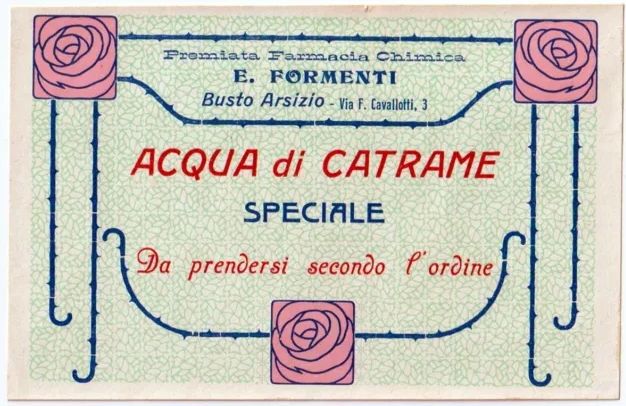 Premiata Farmacia Chimica
E. FORMENTI
Busto Arsizio - Via F. Cavallotti, 3
ACQUA di CATRAME
SPECIALE
Da prendersi secondo l'ordine